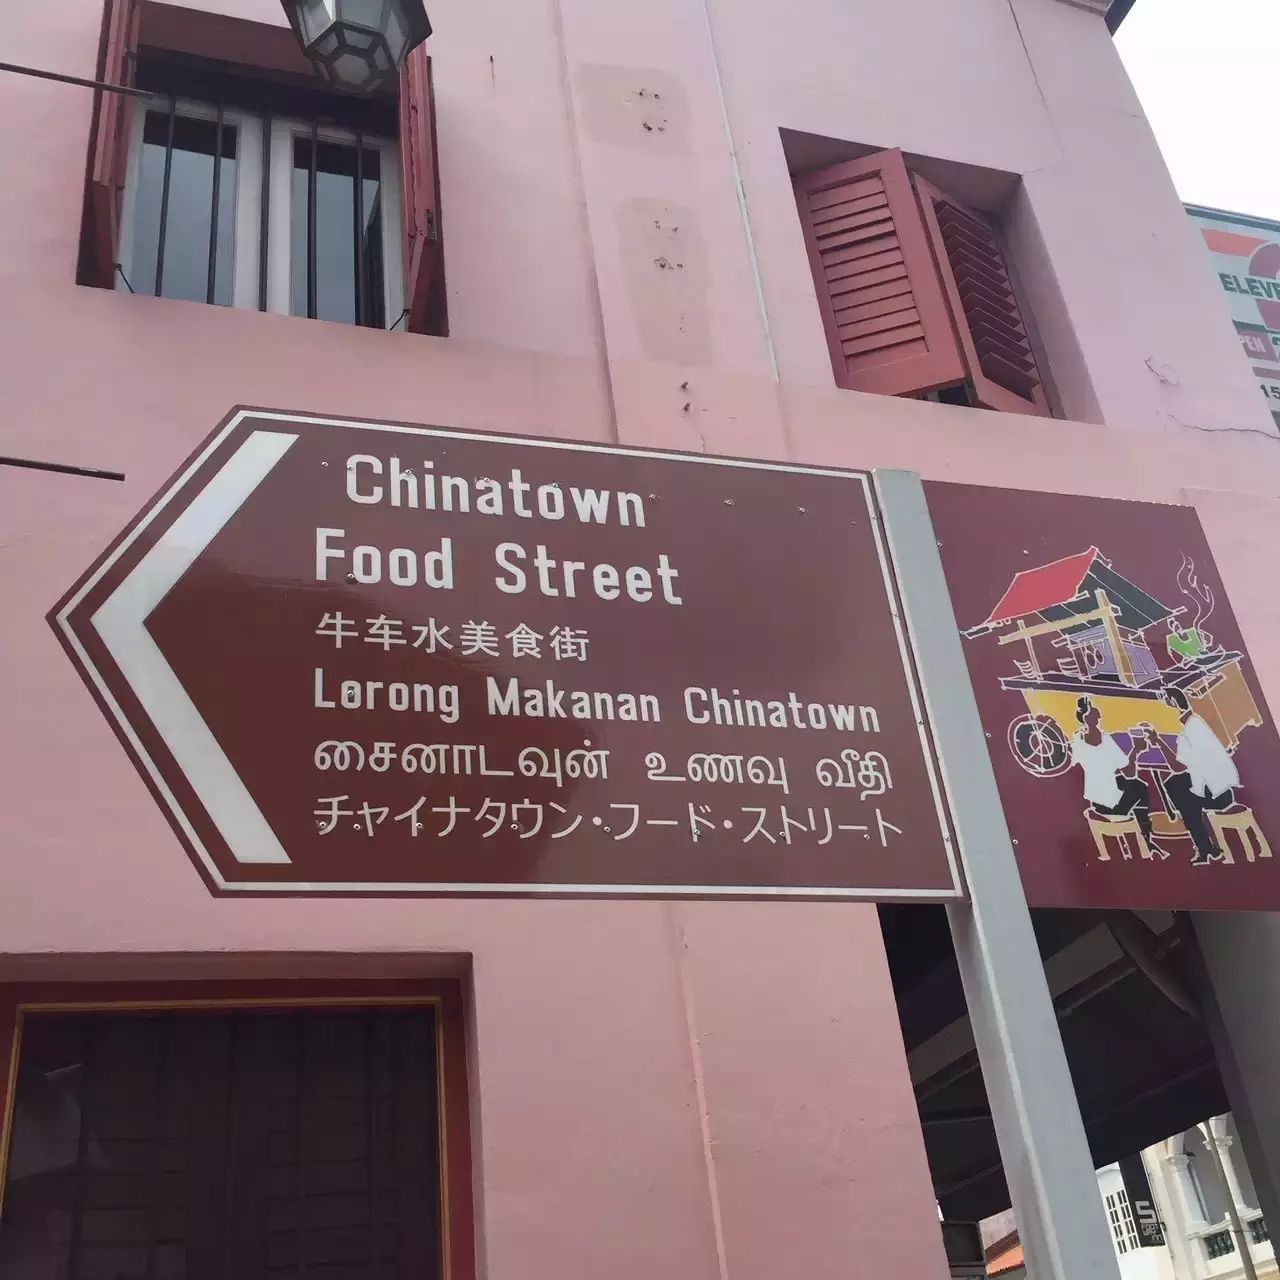 Chinatown
Food Street
牛车水美食街
Lorong Makanan Chinatown
சைனாடவுன் உணவு வீதி
チャイナタウン・フード・ストリート
ELEVE